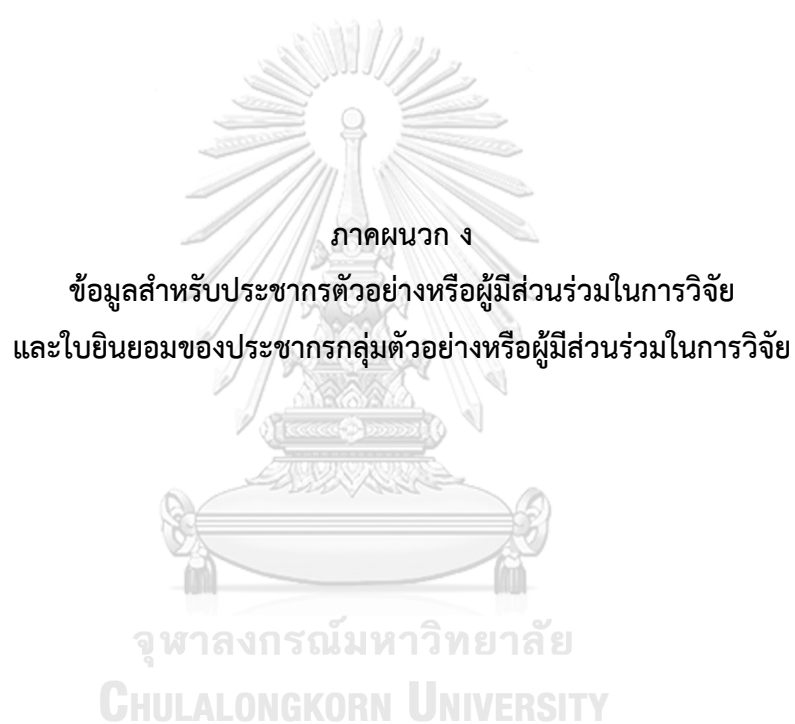 ภาคผนวก ง
ข้อมูลสำหรับประชากรตัวอย่างหรือผู้มีส่วนร่วมในการวิจัย
และใบยินยอมของประชากรกลุ่มตัวอย่างหรือผู้มีส่วนร่วมในการวิจัย
จุฬาลงกรณ์มหาวิทยาลัย
CHULALONGKORN UNIVERSITY